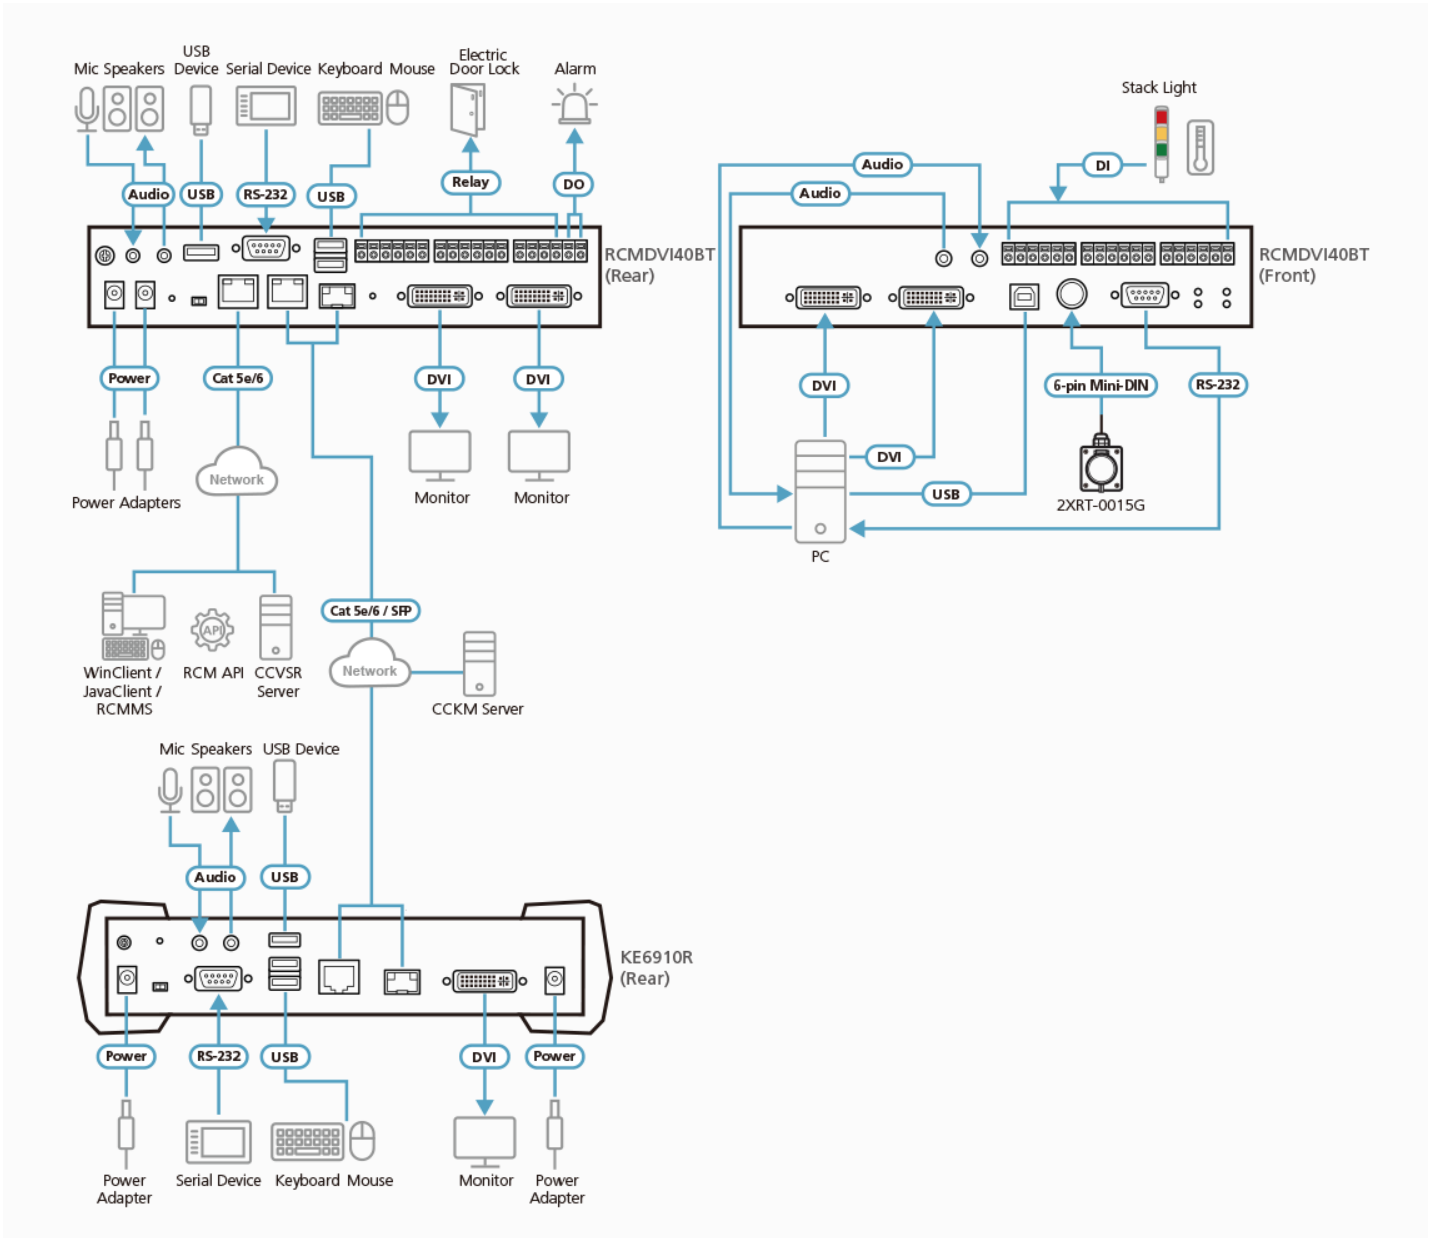 USB
Mic Speakers Device Serial Device Keyboard Mouse
Electric
Door Lock
Alarm
Audio
USB
RS-232
USB
Relay
DO
RCMDVI40BT
(Rear)
Power
Cat 5e/6
DVI
DVI
Network
Power Adapters
Monitor
Monitor
Stack Light
Audio
DI
Audio
RCMDVI40BT
(Front)
DVI
6-pin Mini-DIN
RS-232
DVI
USB
2XRT-0015G
PC
Cat 5e/6 / SFP
API
Network
WinClient /
JavaClient /
RCMMS
RCM API
CCVSR
Server
CCKM Server
Mic Speakers USB Device
Audio
USB
KE6910R
(Rear)
Power
RS-232
USB
DVI
Power
Power
Adapter
Serial Device
Keyboard Mouse
Monitor
Power
Adapter